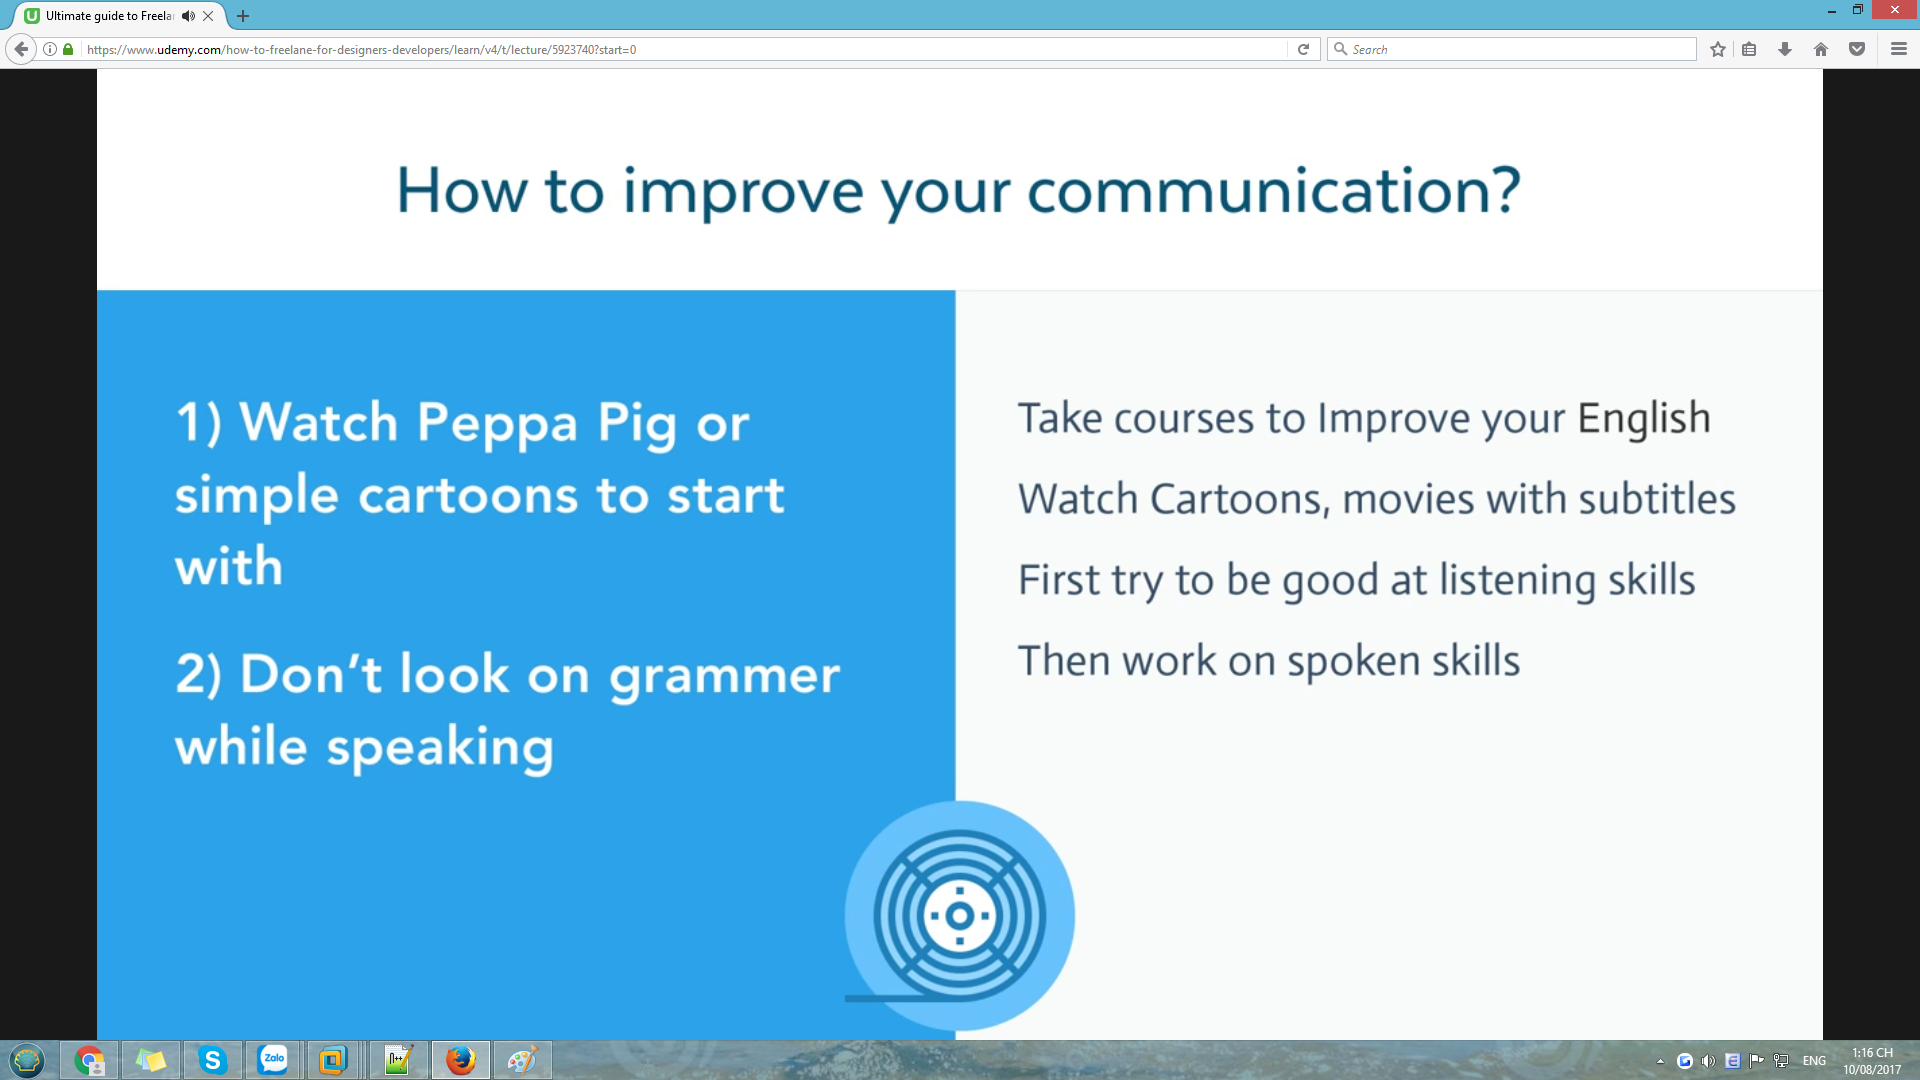 Ultimate guide to Freela
https://www.udemy.com/how-to-freelane-for-designers-developers/learn/v4/t/lecture/5923740?start=0
Search
How to improve your communication?
1) Watch Peppa Pig or
simple cartoons to start
with
2) Don’t look on grammer
while speaking
Take courses to Improve your English
Watch Cartoons, movies with subtitles
First try to be good at listening skills
Then work on spoken skills
Zalo
ENG
1:16 CH
10/08/2017